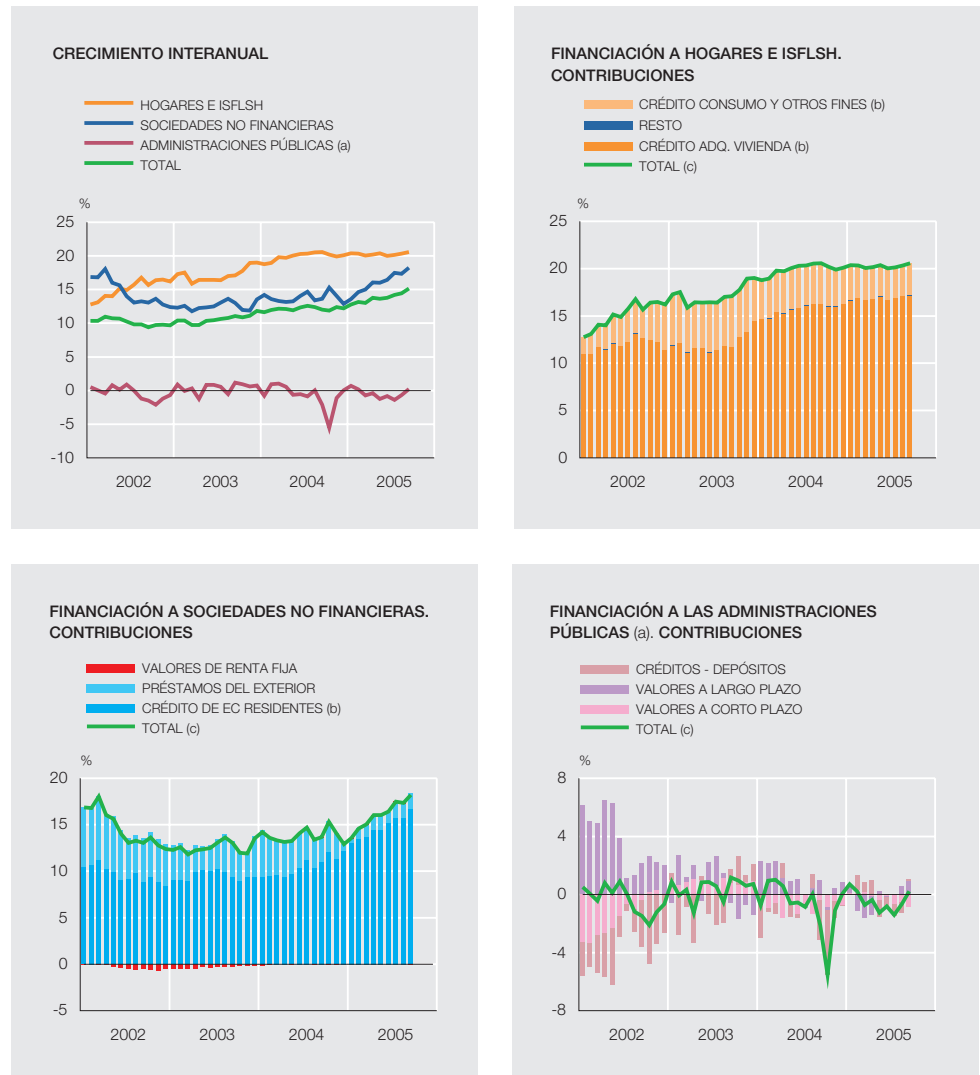 CRECIMIENTO INTERANUAL
HOGARES E ISFLSH
SOCIEDADES NO FINANCIERAS
ADMINISTRACIONES PÚBLICAS (a)
TOTAL
%
25
20
15
10
5
0
-5
-10
2002 2003 2004 2005
FINANCIACIÓN A HOGARES E ISFLSH.
CONTRIBUCIONES
CRÉDITO CONSUMO Y OTROS FINES (b)
RESTO
CRÉDITO ADQ. VIVIENDA (b)
TOTAL (c)
%
25
20
15
10
5
0
2002 2003 2004 2005
FINANCIACIÓN A SOCIEDADES NO FINANCIERAS.
CONTRIBUCIONES
VALORES DE RENTA FIJA
PRÉSTAMOS DEL EXTERIOR
CRÉDITO DE EC RESIDENTES (b)
TOTAL (c)
%
20
15
10
5
0
-5
2002 2003 2004 2005
FINANCIACIÓN A LAS ADMINISTRACIONES
PÚBLICAS (a). CONTRIBUCIONES
CRÉDITOS - DEPÓSITOS
VALORES A LARGO PLAZO
VALORES A CORTO PLAZO
TOTAL (c)
%
8
4
0
-4
-8
2002 2003 2004 2005